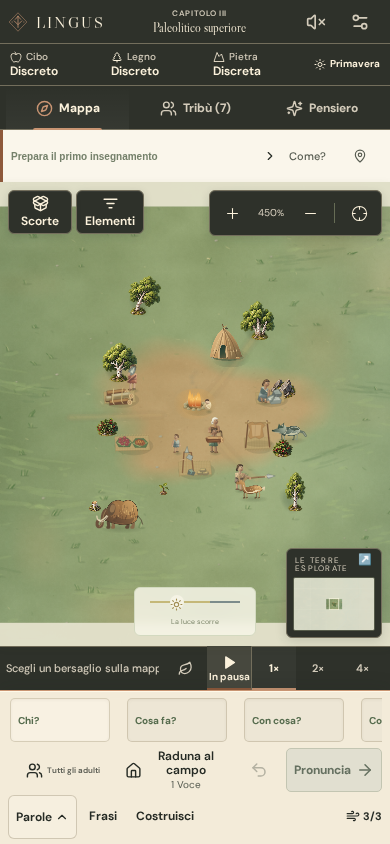 LINGUS
CAPITOLO III
Paleolitico superiore
Cibo
Discreto
Legno
Discreto
Pietra
Discreta
Primavera
Mappa
Tribù (7)
Pensiero
Prepara il primo insegnamento
Come?
Scorte
Elementi
450%
LE TERRE
ESPLORATE
La luce scorre
Scegli un bersaglio sulla mapp
In pausa
1×
2×
4×
Chi?
Cosa fa?
Con cosa?
Co
Tutti gli adulti
Raduna al
campo
1 Voce
Pronuncia
Parole
Frasi
Costruisci
3/3